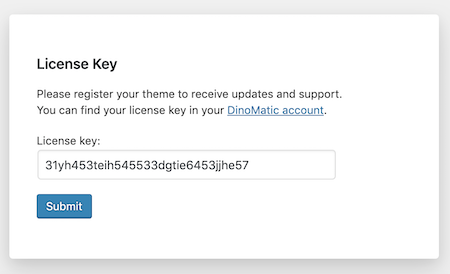 License Key
Please register your theme to receive updates and support.
You can find your license key in your DinoMatic account.
License key:
31yh453teih545533dgtie6453jjhe57
Submit